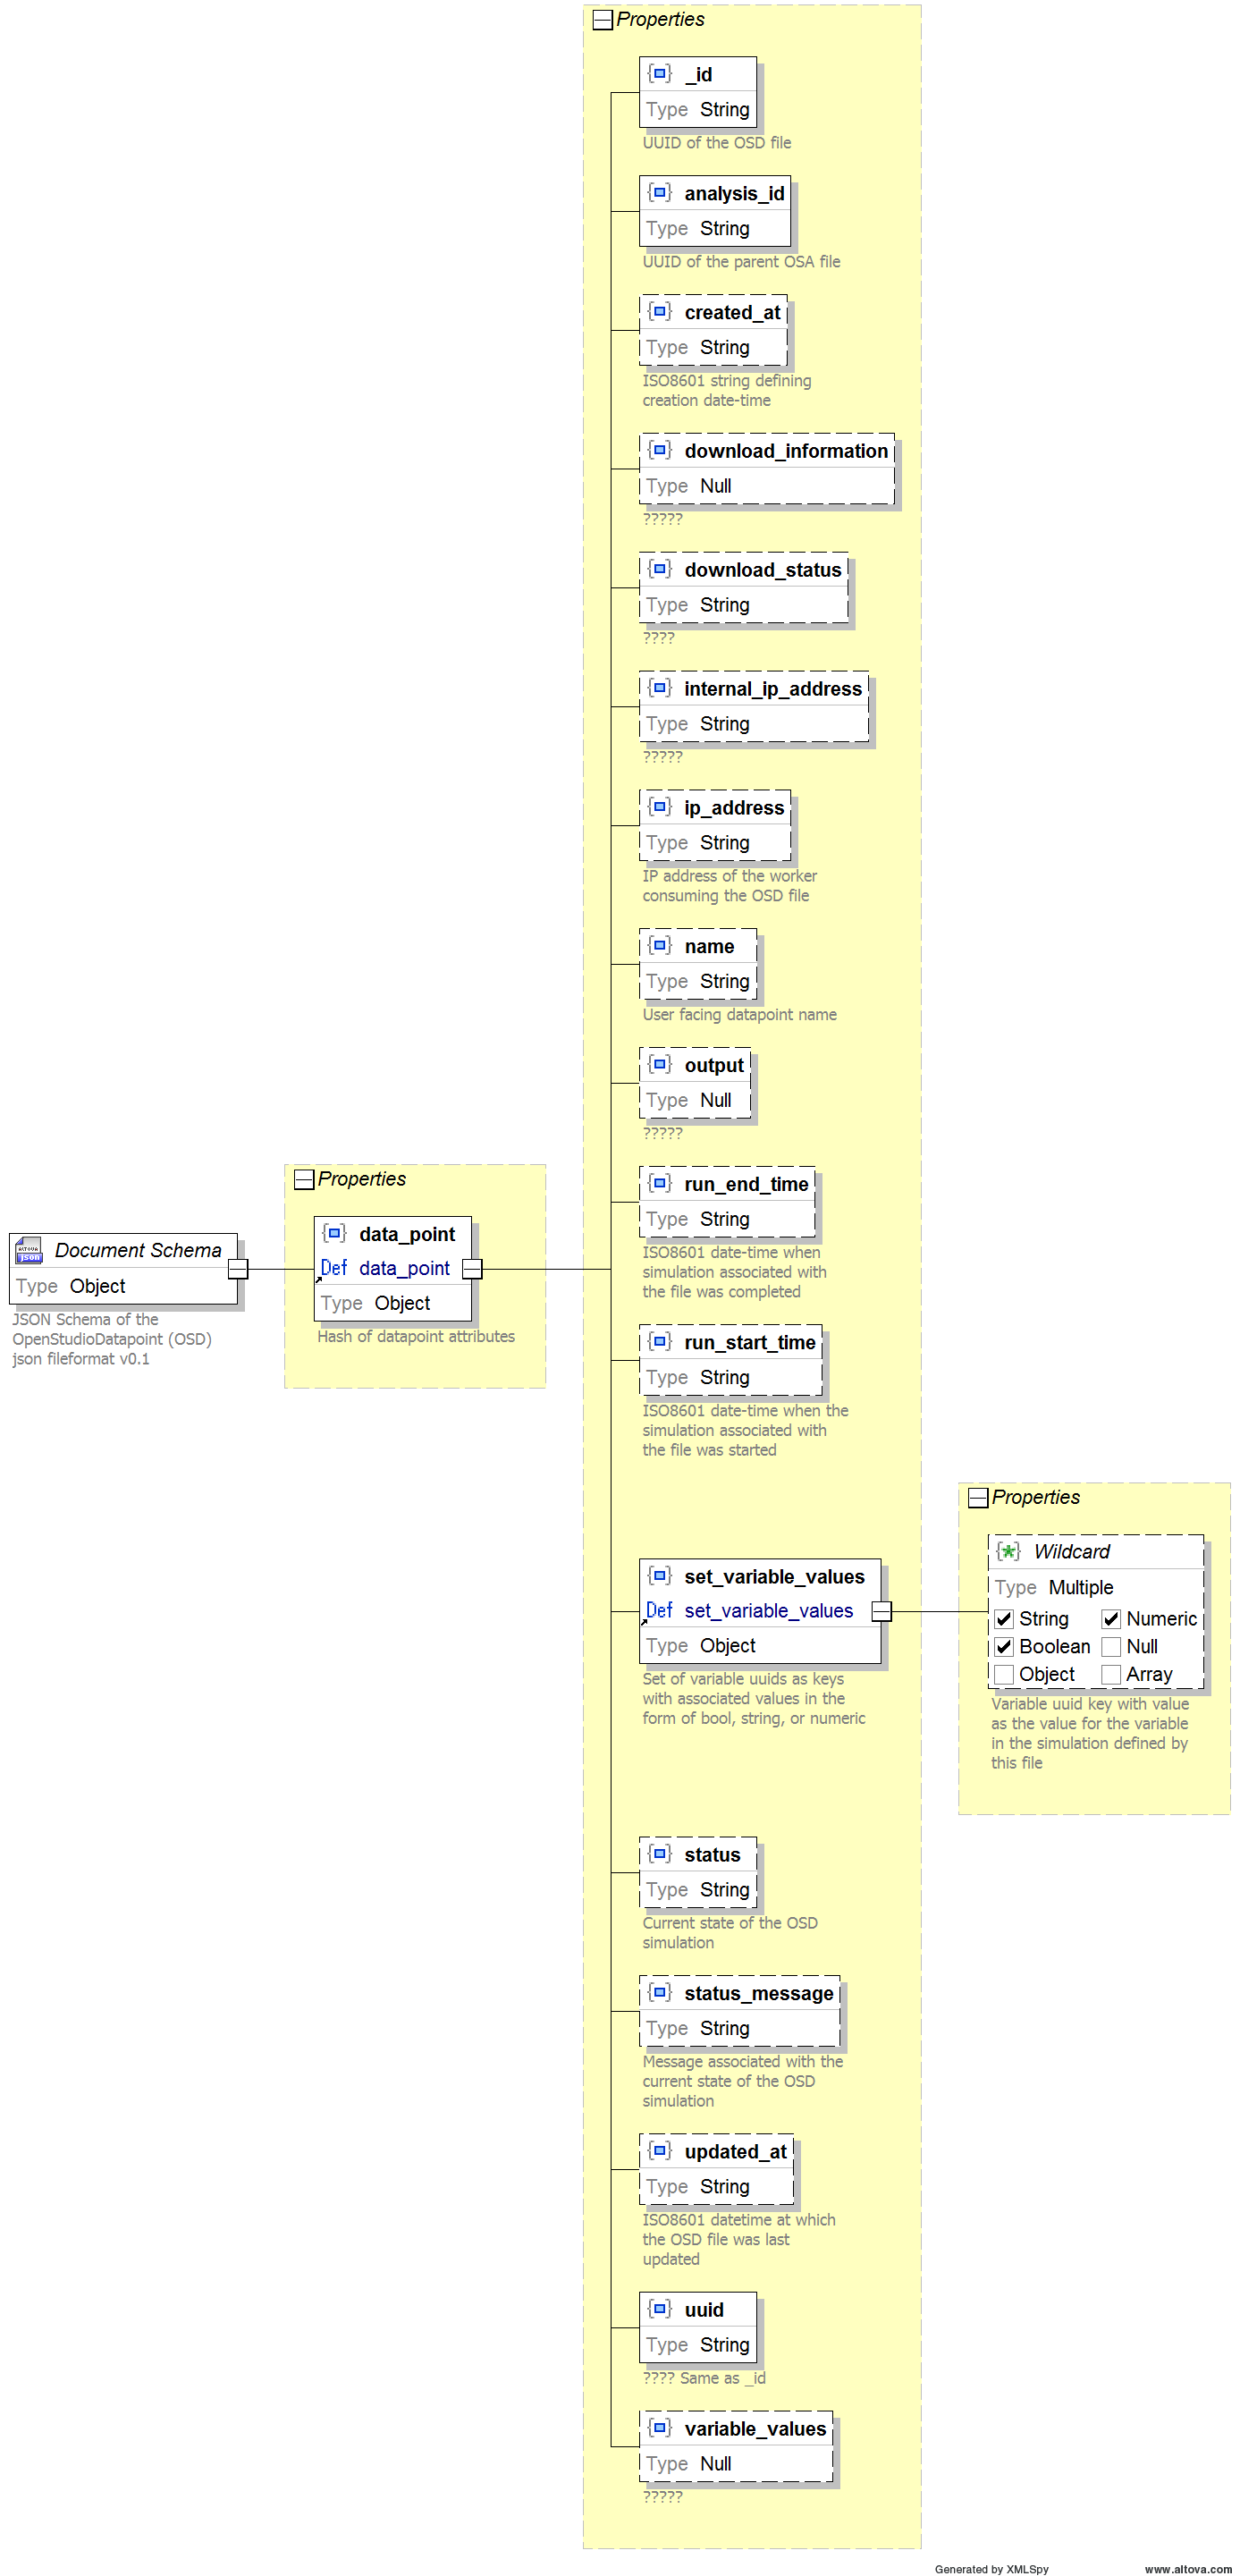 Properties
_id
Type String
UUID of the OSD file
analysis_id
Type String
UUID of the parent OSA file
created_at
Type String
ISO8601 string defining
creation date-time
download_information
Type Null
?????
download_status
Type String
????
internal_ip_address
Type String
?????
ip_address
Type String
IP address of the worker
consuming the OSD file
name
Type String
User facing datapoint name
output
Type Null
?????
Properties
data_point
Def data_point
Type Object
Hash of datapoint attributes
ALTOVA
json
Document Schema
Type Object
JSON Schema of the
OpenStudioDatapoint (OSD)
json fileformat v0.1
run_end_time
Type String
ISO8601 date-time when
simulation associated with
the file was completed
run_start_time
Type String
ISO8601 date-time when the
simulation associated with
the file was started
set_variable_values
Def set_variable_values
Type Object
Set of variable uuids as keys
with associated values in the
form of bool, string, or numeric
Properties
Wildcard
Type Multiple
String Numeric
Boolean Null
Object Array
Variable uuid key with value
as the value for the variable
in the simulation defined by
this file
status
Type String
Current state of the OSD
simulation
status_message
Type String
Message associated with the
current state of the OSD
simulation
updated_at
Type String
ISO8601 datetime at which
the OSD file was last
updated
uuid
Type String
???? Same as _id
variable_values
Type Null
?????
Generated by XMLSpy www.altova.com